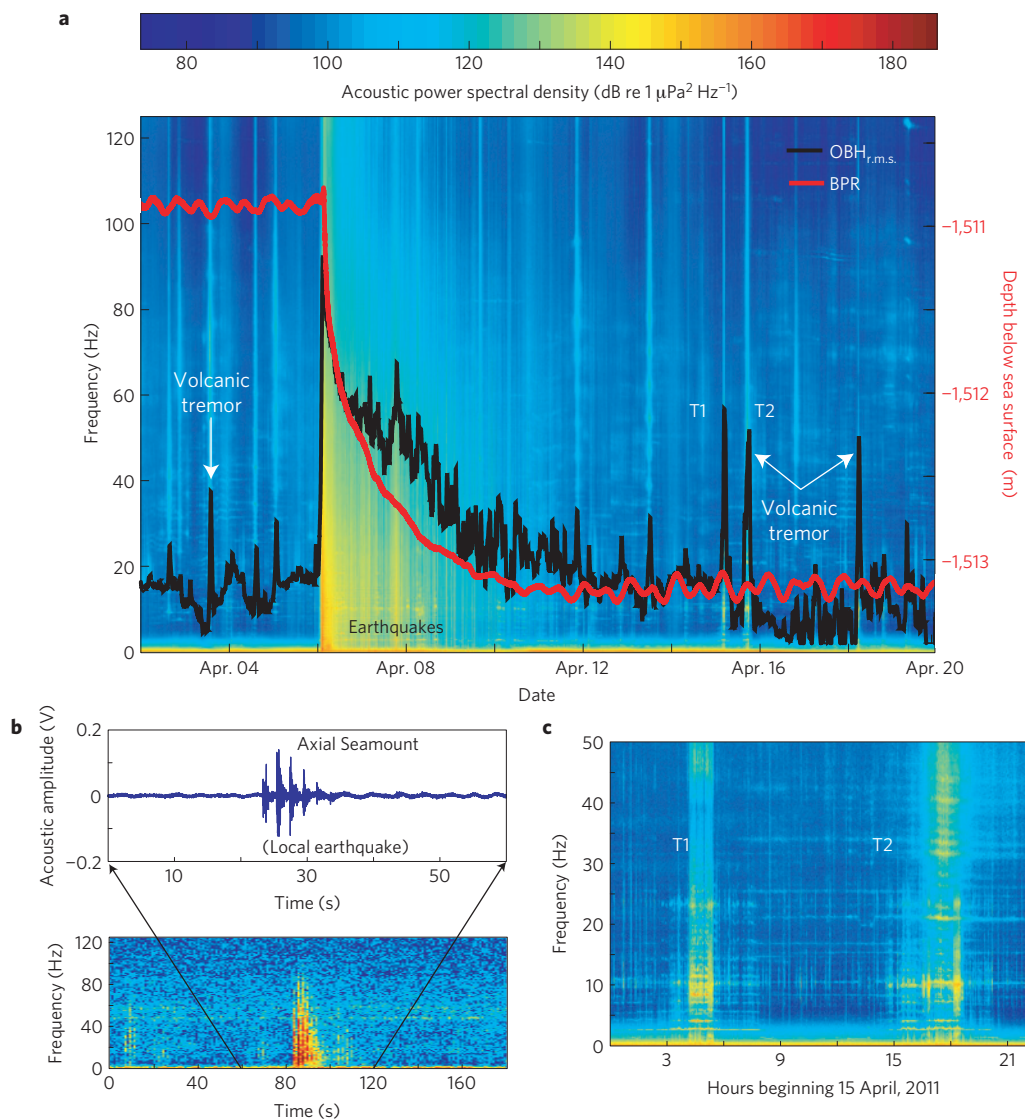 a
80 100 120 140 160 180
Acoustic power spectral density (dB re 1 μPa² Hz⁻¹)
120
100
80
60
40
20
0
Frequency (Hz)
OBH r.m.s.
BPR
−1,511
−1,512
−1,513
Depth below sea surface (m)
Volcanic
tremor
T1 T2
Volcanic
tremor
Earthquakes
Apr. 04 Apr. 08 Apr. 12 Apr. 16 Apr. 20
Date
b
Acoustic amplitude (V)
0.2
0
−0.2
Axial Seamount
(Local earthquake)
10 30 50
Time (s)
Frequency (Hz)
120
80
40
0
0 40 80 120 160
Time (s)
c
Frequency (Hz)
50
40
30
20
10
0
T1 T2
3 9 15 21
Hours beginning 15 April, 2011